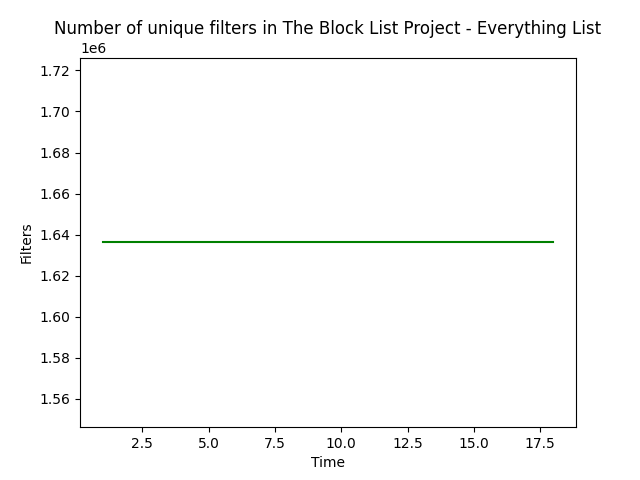 Number of unique filters in The Block List Project - Everything List
1e6
1.72
1.70
1.68
1.66
1.64
1.62
1.60
1.58
1.56
Filters
2.5 5.0 7.5 10.0 12.5 15.0 17.5
Time